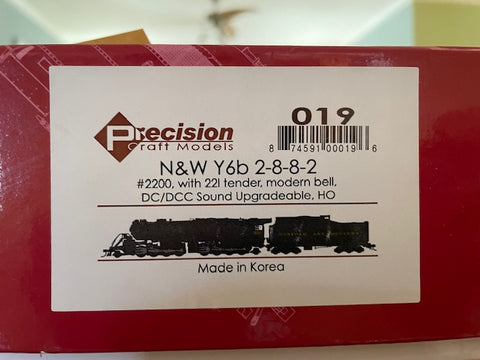 Precision
Craft Models
019
8 74591 00019 6
N&W Y6b 2-8-8-2
#2200, with 22l tender, modern bell,
DC/DCC Sound Upgradeable, HO
Made in Korea